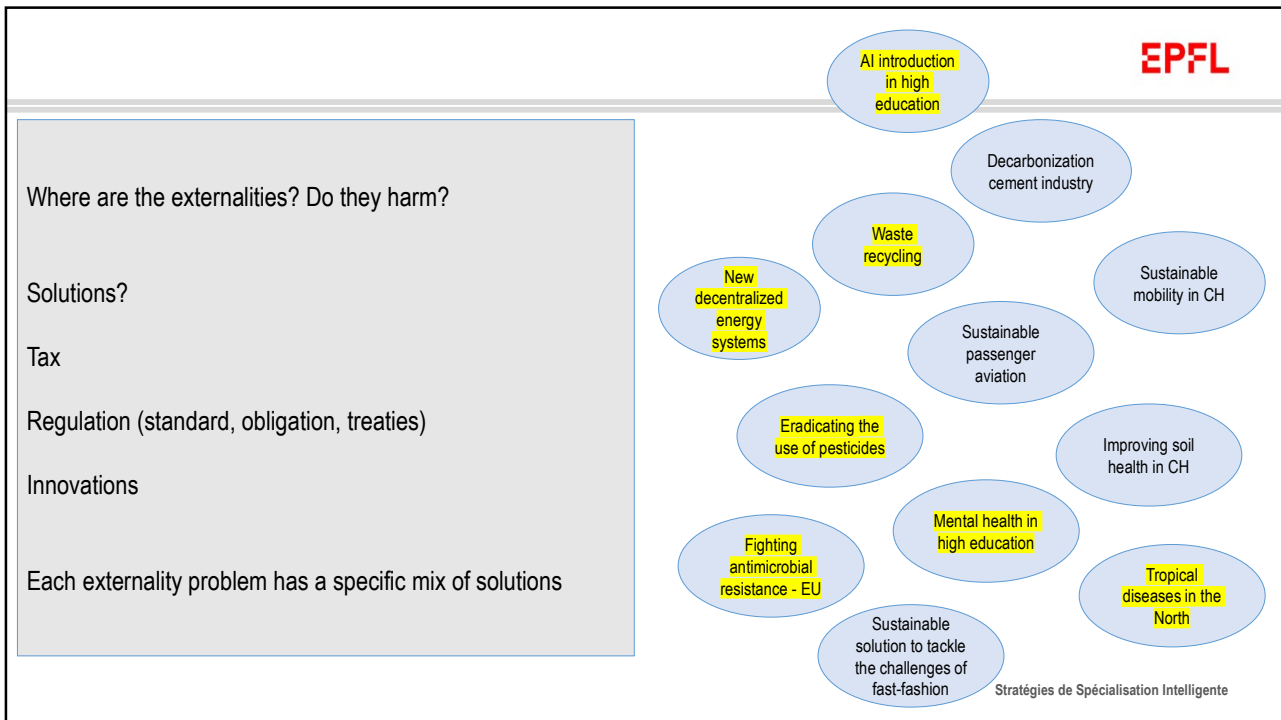 EPFL
Where are the externalities? Do they harm?
Solutions?
Tax
Regulation (standard, obligation, treaties)
Innovations
Each externality problem has a specific mix of solutions
AI introduction
in high
education
Decarbonization
cement industry
Waste
recycling
Sustainable
mobility in CH
New
decentralized
energy
systems
Sustainable
passenger
aviation
Eradicating the
use of pesticides
Improving soil
health in CH
Mental health in
high education
Fighting
antimicrobial
resistance - EU
Tropical
diseases in the
North
Sustainable
solution to tackle
the challenges of
fast-fashion
Stratégies de Spécialisation Intelligente